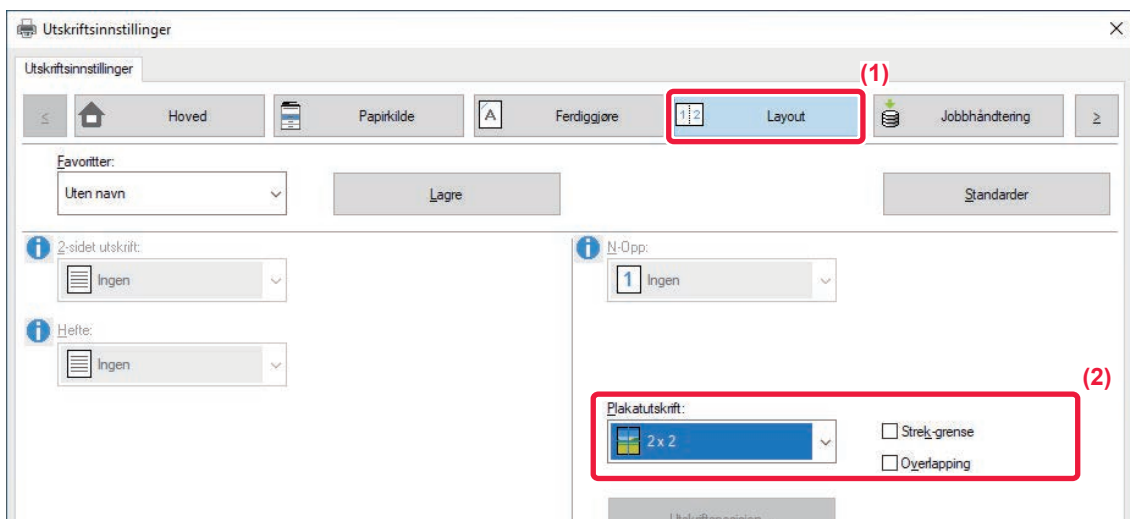 Utskriftsinnstillinger
Utskriftsinnstillinger
(1)
≤ Hoved Papirkilde Ferdiggjøre 1 2 Layout Jobbhåndtering ≥
Favoritter:
Uten navn Lagre Standarder
2-sidet utskrift: N-Opp:
Ingen 1 Ingen
Hefte:
Ingen
(2)
Plakatutskrift:
2 x 2 Strek-grense
Overlapping